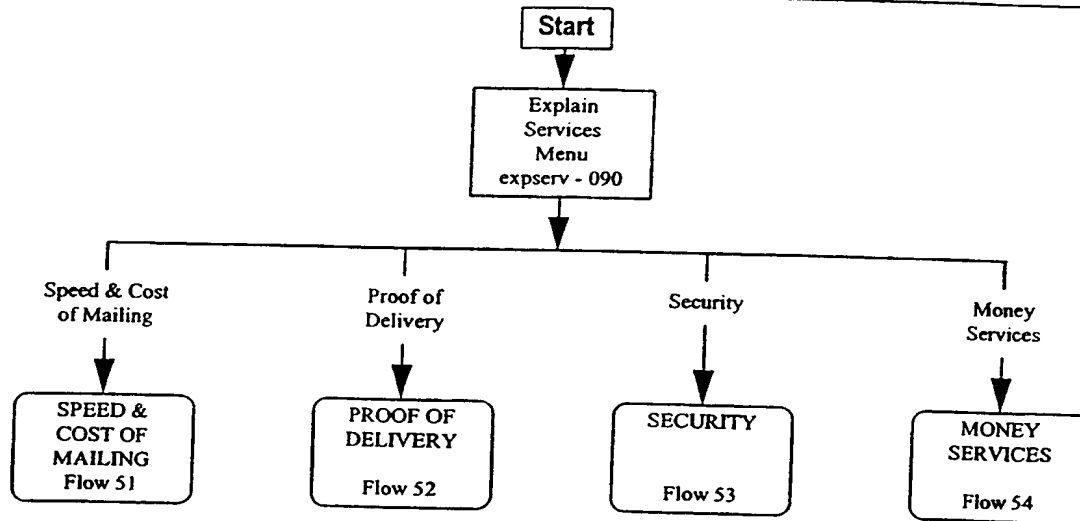 Start
Explain
Services
Menu
expserv - 090
Speed & Cost
of Mailing
Proof of
Delivery
Security
Money
Services
SPEED &
COST OF
MAILING
Flow 51
PROOF OF
DELIVERY
Flow 52
SECURITY
Flow 53
MONEY
SERVICES
Flow 54